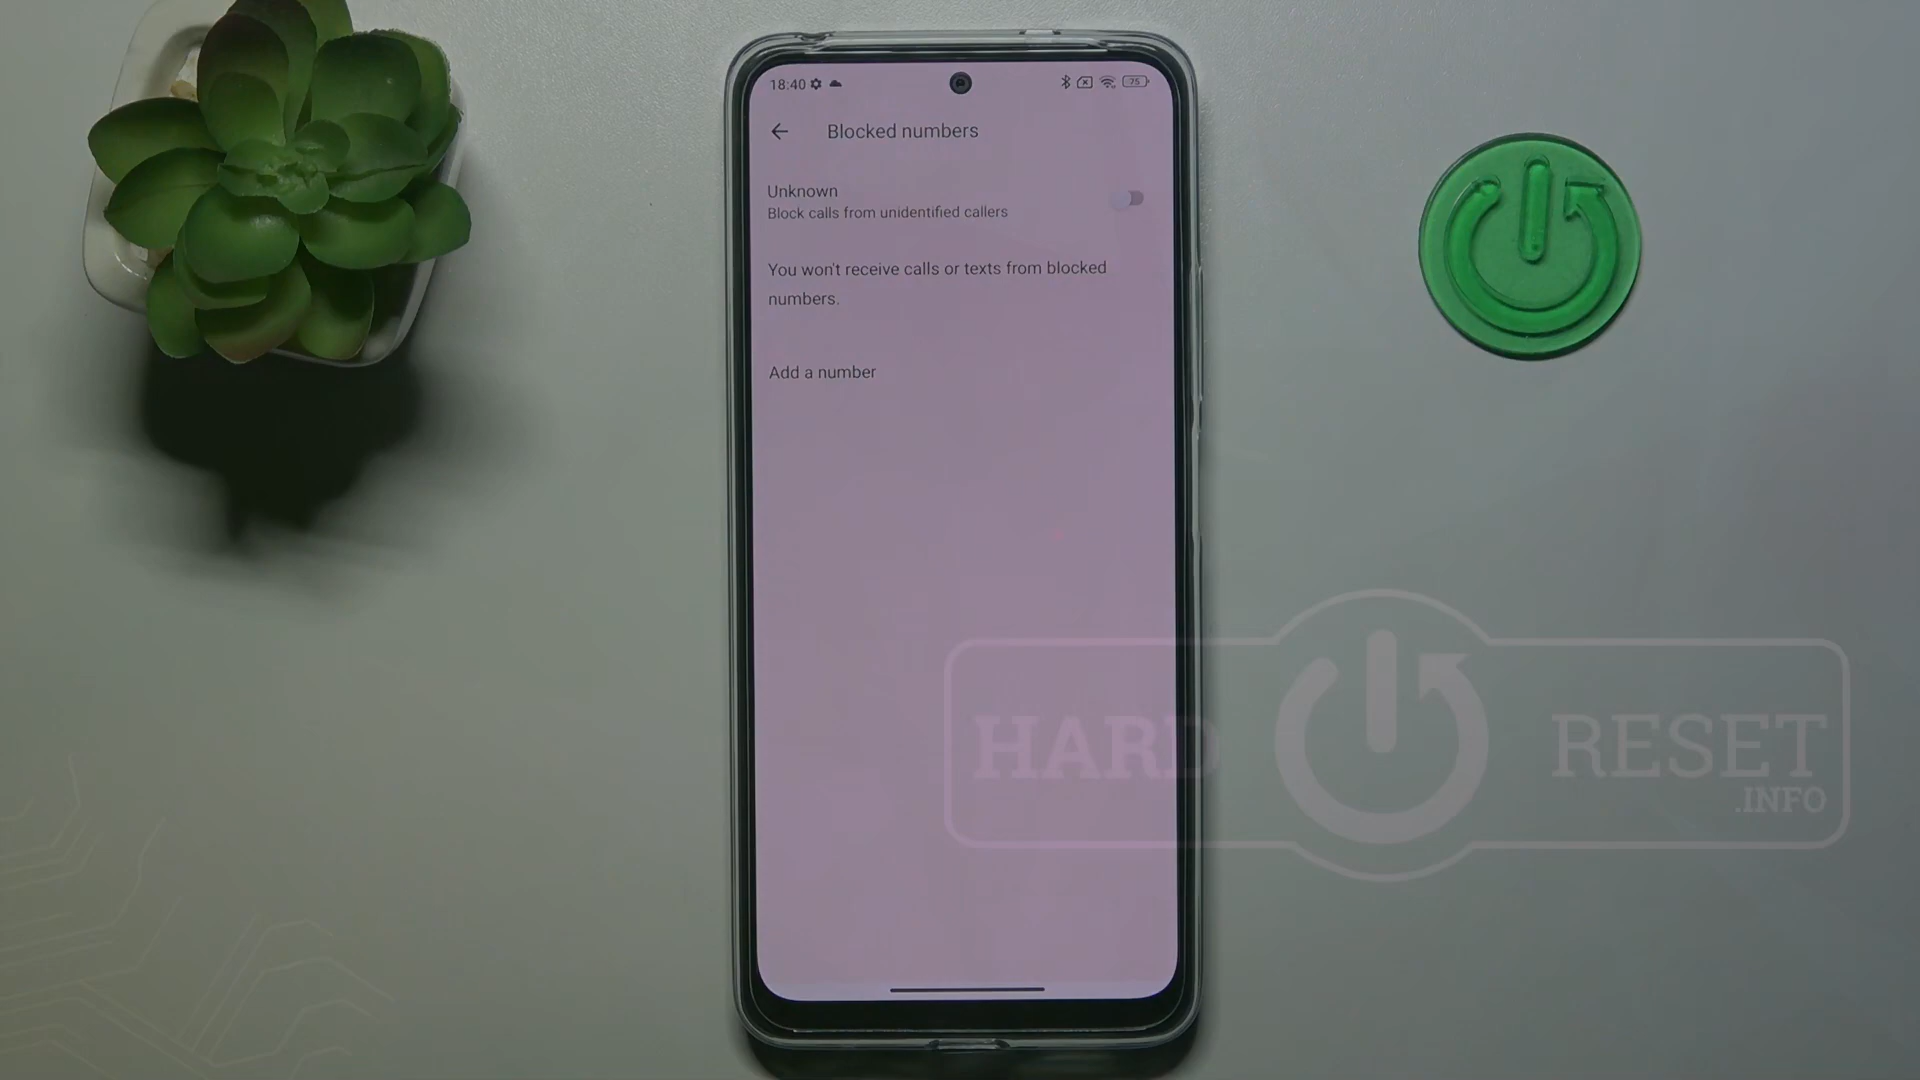 18:40
75
Blocked numbers
Unknown
Block calls from unidentified callers
You won't receive calls or texts from blocked
numbers.
Add a number
HARD RESET
.INFO